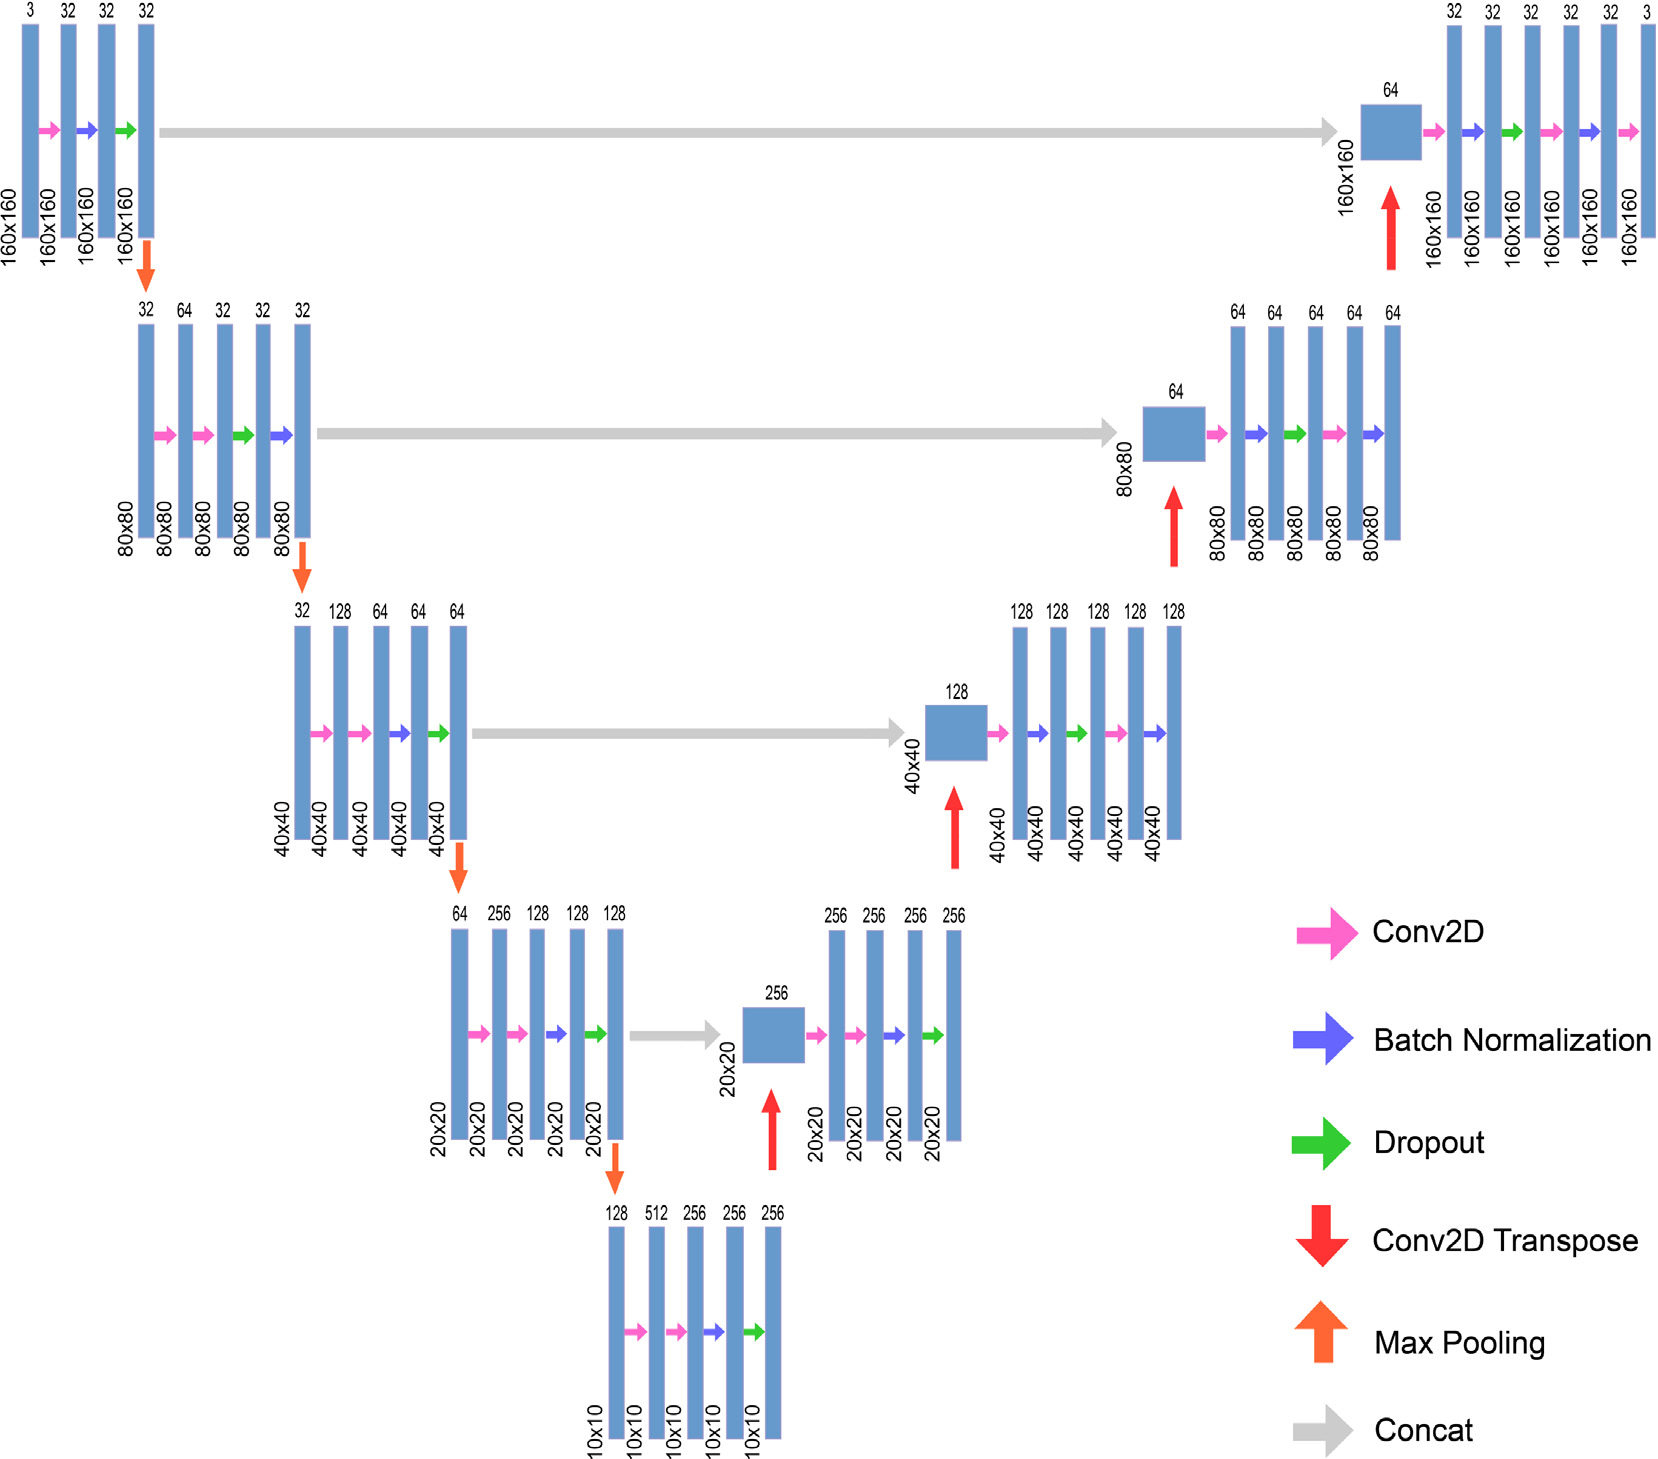 3 32 32 32
160x160 160x160 160x160 160x160
64
160x160
32 32 32 32 32 3
160x160 160x160 160x160 160x160 160x160 160x160
32 64 32 32 32
80x80 80x80 80x80 80x80 80x80
64
80x80
64 64 64 64 64
80x80 80x80 80x80 80x80 80x80
32 128 64 64 64
40x40 40x40 40x40 40x40 40x40
128
40x40
128 128 128 128 128
40x40 40x40 40x40 40x40 40x40
64 256 128 128 128
20x20 20x20 20x20 20x20 20x20
256
20x20
256 256 256 256
20x20 20x20 20x20 20x20
128 512 256 256 256
10x10 10x10 10x10 10x10 10x10
Conv2D
Batch Normalization
Dropout
Conv2D Transpose
Max Pooling
Concat